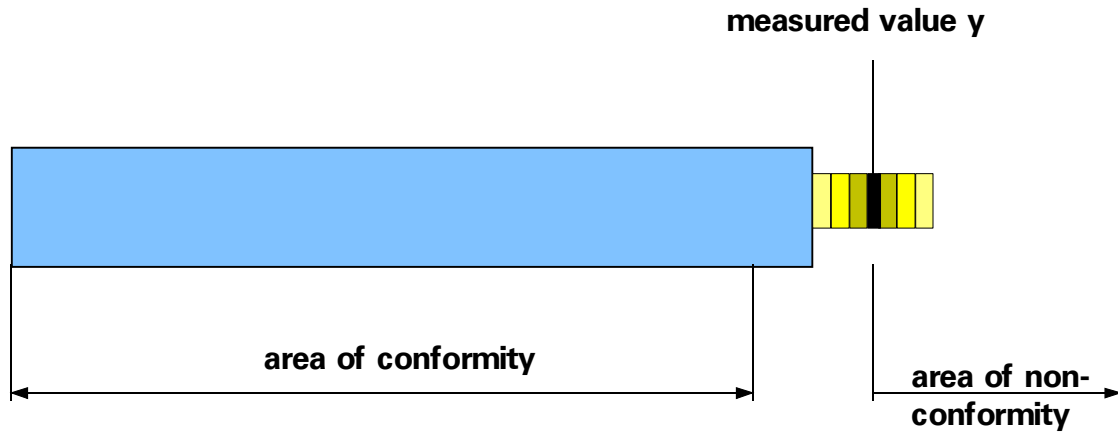 measured value y
area of conformity
area of non-
conformity